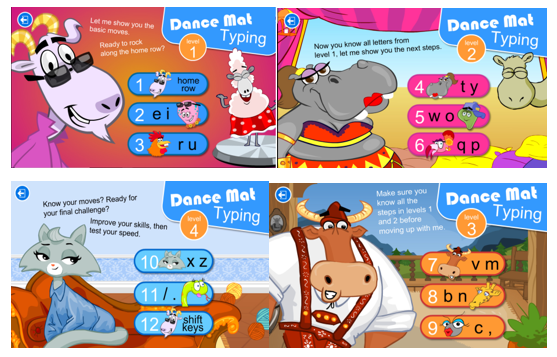 Let me show you the
basic moves.
Ready to rock
along the home row?
Dance Mat
Typing
level
1
1 home
row
2 e i
3 r u
Now you know all letters from
level 1, let me show you the next steps.
Dance Mat
Typing
level
2
4 t y
5 w o
6 q p
Know your moves? Ready for
your final challenge?
Improve your skills, then
test your speed.
Dance Mat
Typing
level
4
10 x z
11 / .
12 shift
keys
Make sure you
know all the
steps in levels 1
and 2 before
moving up with me.
Dance Mat
Typing
level
3
7 v m
8 b n
9 c ,